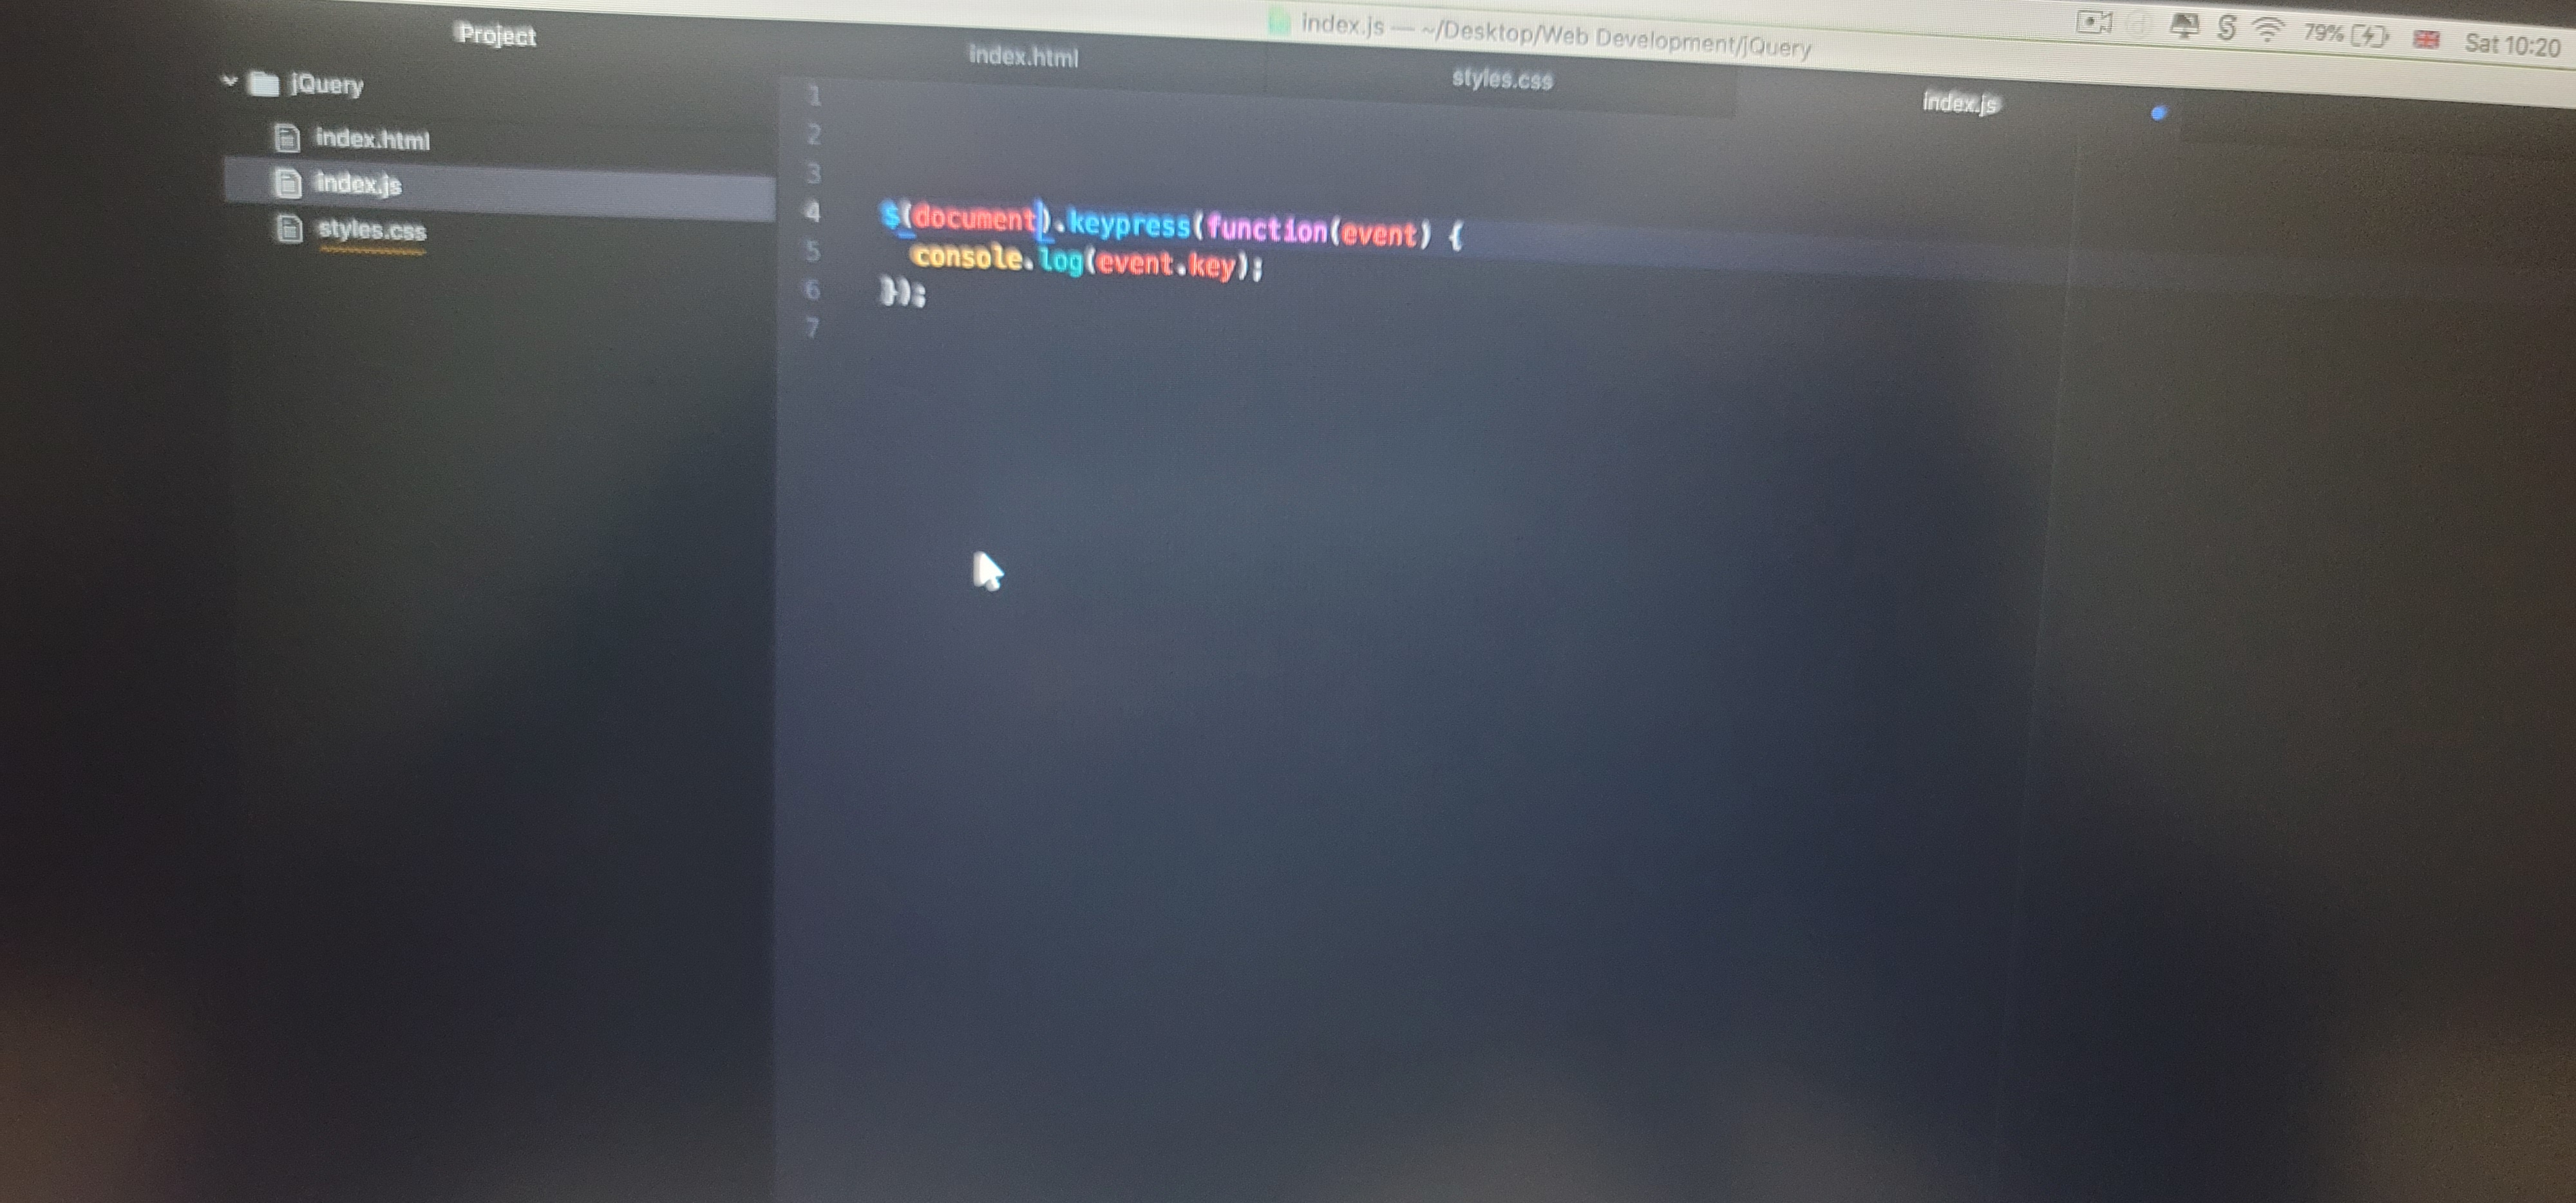 index.js — ~/Desktop/Web Development/jQuery
79%
Sat 10:20
Project
jQuery
index.html
index.js
styles.css
index.html
styles.css
index.js
1
2
3
4 $(document).keypress(function(event) {
5 console.log(event.key);
6 });
7